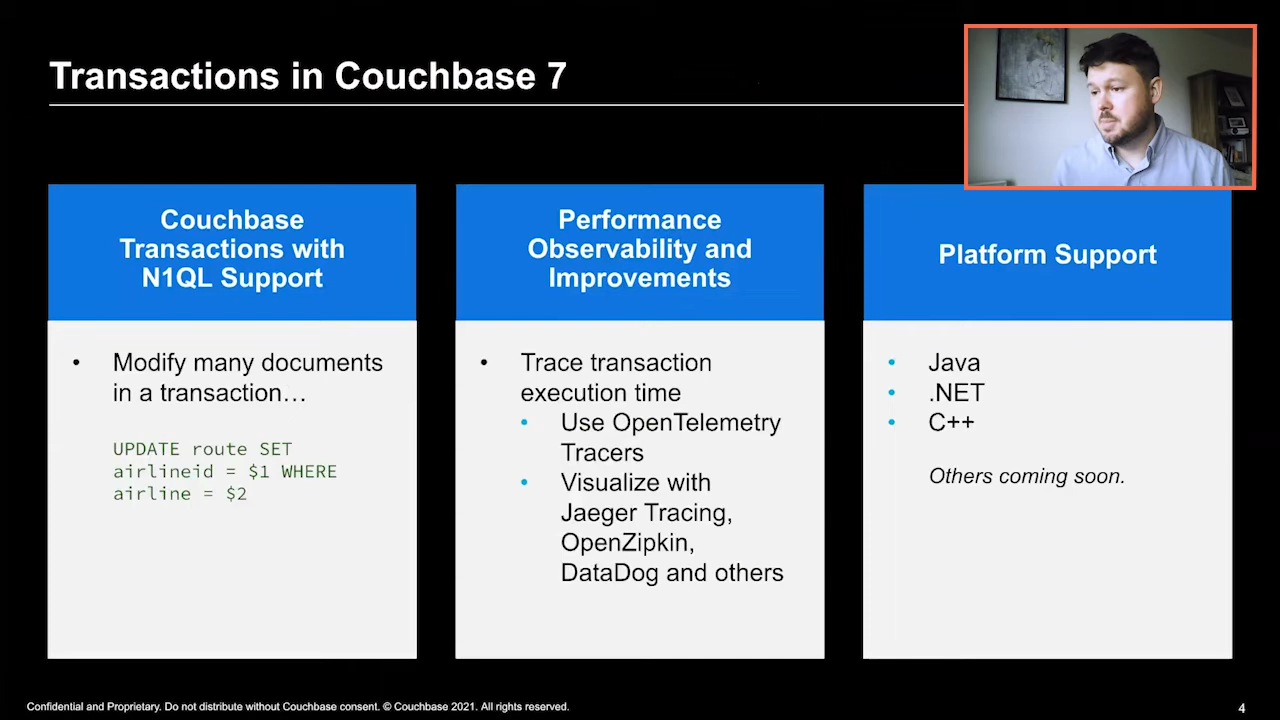 Transactions in Couchbase 7
Couchbase
Transactions with
N1QL Support
• Modify many documents
in a transaction…
UPDATE route SET
airlineid = $1 WHERE
airline = $2
Performance
Observability and
Improvements
• Trace transaction
execution time
• Use OpenTelemetry
Tracers
• Visualize with
Jaeger Tracing,
OpenZipkin,
DataDog and others
Platform Support
• Java
• .NET
• C++
Others coming soon.
Confidential and Proprietary. Do not distribute without Couchbase consent. © Couchbase 2021. All rights reserved.
4